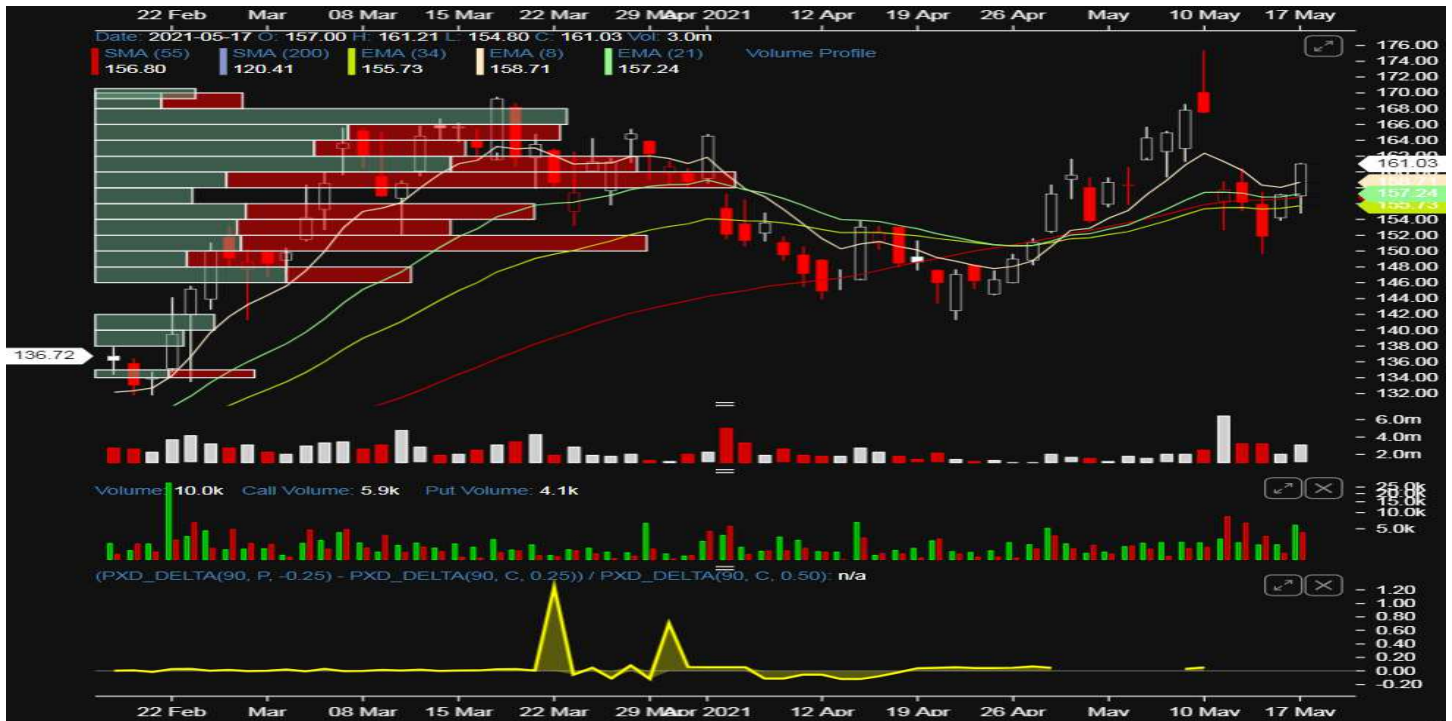 22 Feb Mar 08 Mar 15 Mar 22 Mar 29 Mar Apr 2021 12 Apr 19 Apr 26 Apr May 10 May 17 May
Date: 2021-05-17 O: 157.00 H: 161.21 L: 154.80 C: 161.03 Vol: 3.0m
SMA (55) SMA (200) EMA (34) EMA (8) EMA (21) Volume Profile
156.80 120.41 155.73 158.71 157.24
176.00
174.00
172.00
170.00
168.00
166.00
164.00
162.00
161.03
157.24
155.73
154.00
152.00
150.00
148.00
146.00
144.00
142.00
140.00
138.00
136.72
136.00
134.00
132.00
6.0m
4.0m
2.0m
Volume: 10.0k Call Volume: 5.9k Put Volume: 4.1k
25.0k
20.0k
15.0k
10.0k
5.0k
(PXD_DELTA(90, P, -0.25) - PXD_DELTA(90, C, 0.25)) / PXD_DELTA(90, C, 0.50): n/a
1.20
1.00
0.80
0.60
0.40
0.20
0.00
-0.20
22 Feb Mar 08 Mar 15 Mar 22 Mar 29 Mar Apr 2021 12 Apr 19 Apr 26 Apr May 10 May 17 May